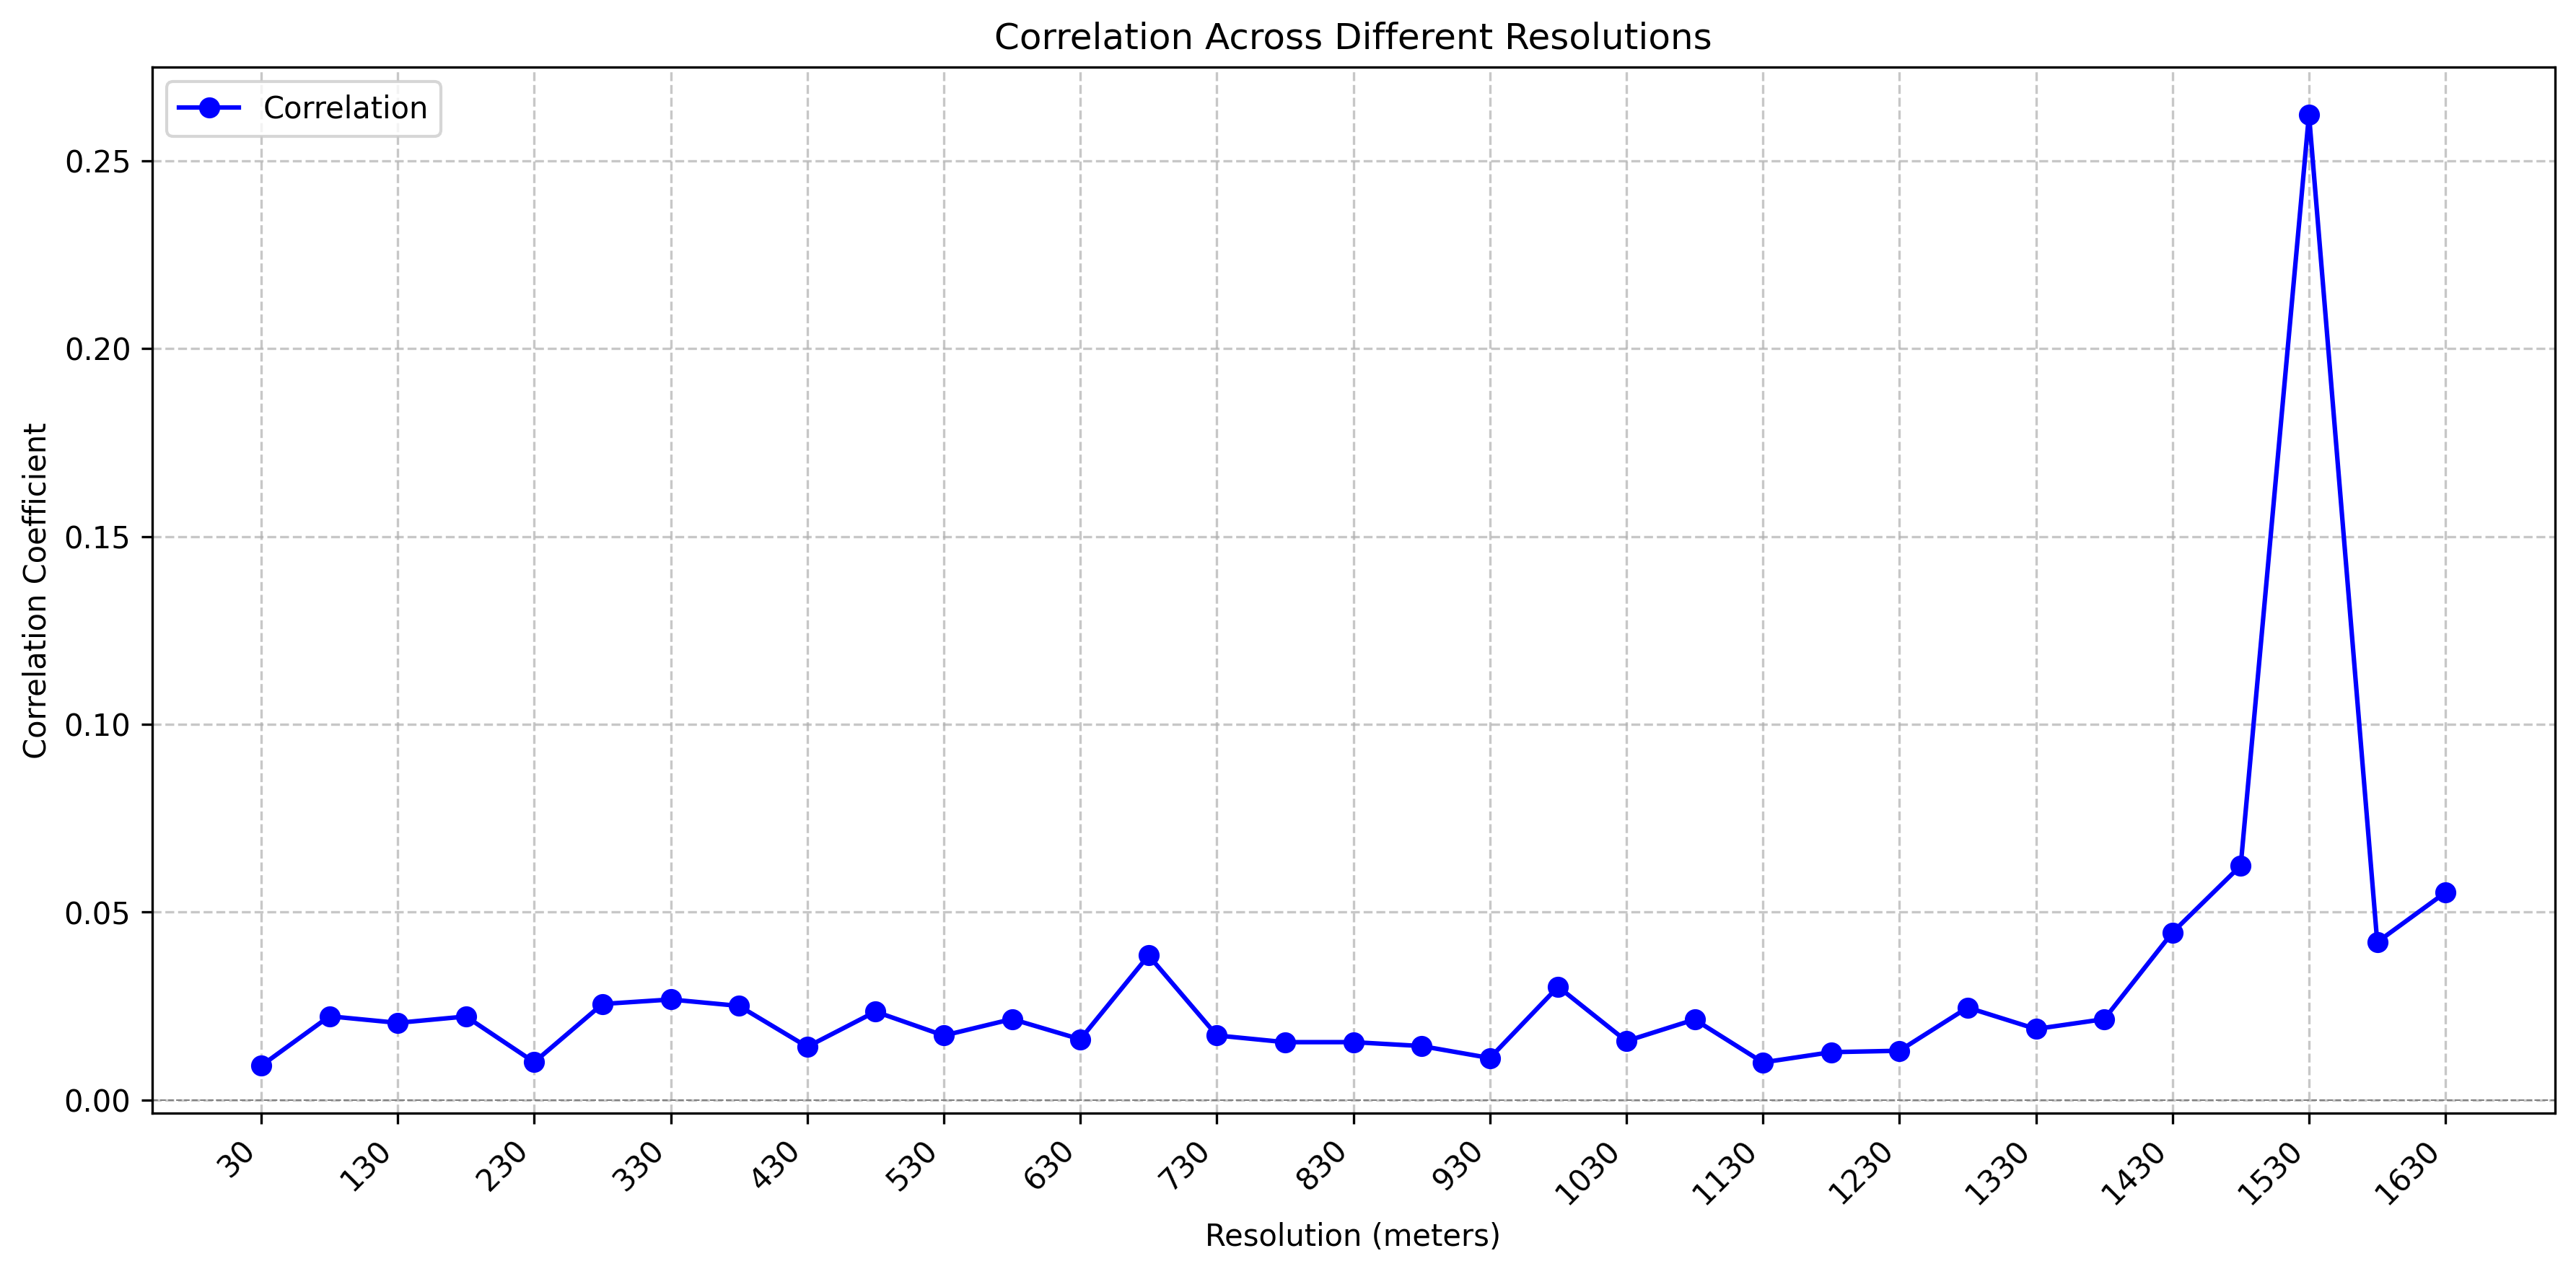 Correlation Across Different Resolutions
Correlation
0.25
0.20
0.15
0.10
0.05
0.00
Correlation Coefficient
30 130 230 330 430 530 630 730 830 930 1030 1130 1230 1330 1430 1530 1630
Resolution (meters)